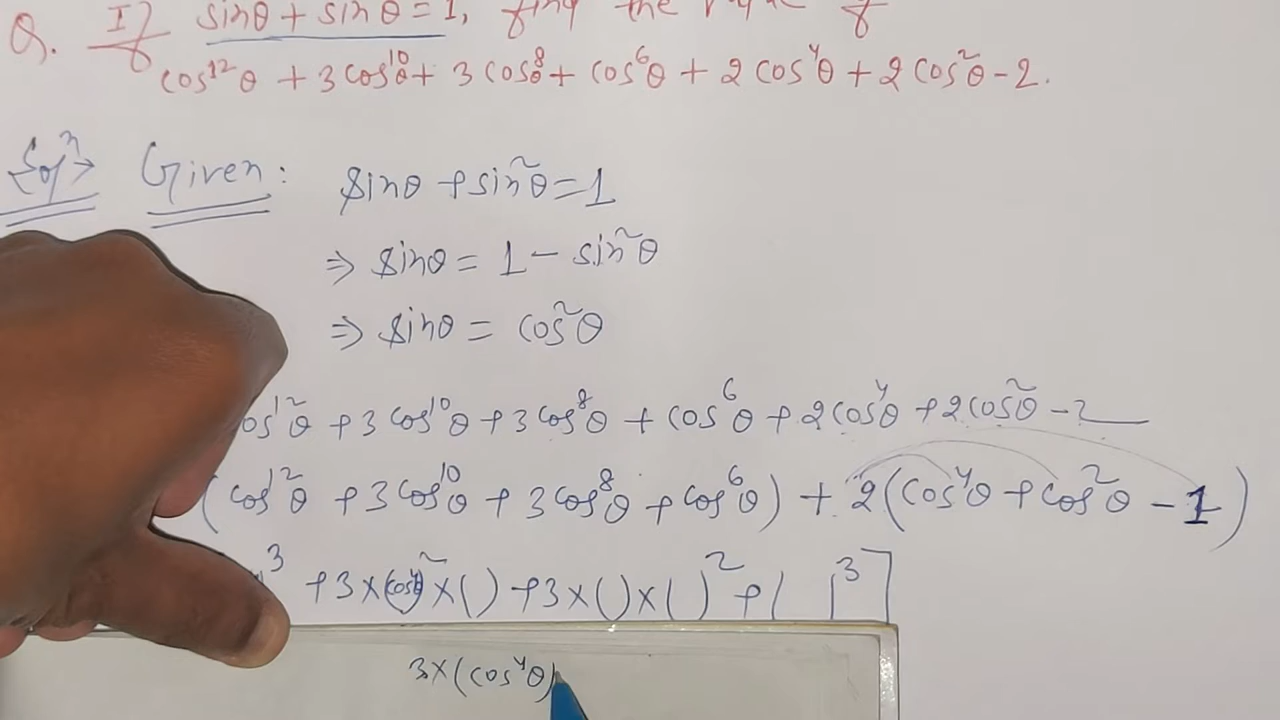 Q. If sinθ + sin²θ = 1, find the value of
cos¹²θ + 3cos¹⁰θ + 3cos⁸θ + cos⁶θ + 2cos⁴θ + 2cos²θ - 2.
Solⁿ> Given: sinθ + sin²θ = 1
⇒ sinθ = 1 - sin²θ
⇒ sinθ = cos²θ
cos¹²θ + 3cos¹⁰θ + 3cos⁸θ + cos⁶θ + 2cos⁴θ + 2cos²θ - 2
(cos¹²θ + 3cos¹⁰θ + 3cos⁸θ + cos⁶θ) + 2(cos⁴θ + cos²θ - 1)
³ + 3×(cos⁴θ)²×( ) + 3×( )×( )² + ( )³]
3×(cos⁴θ)